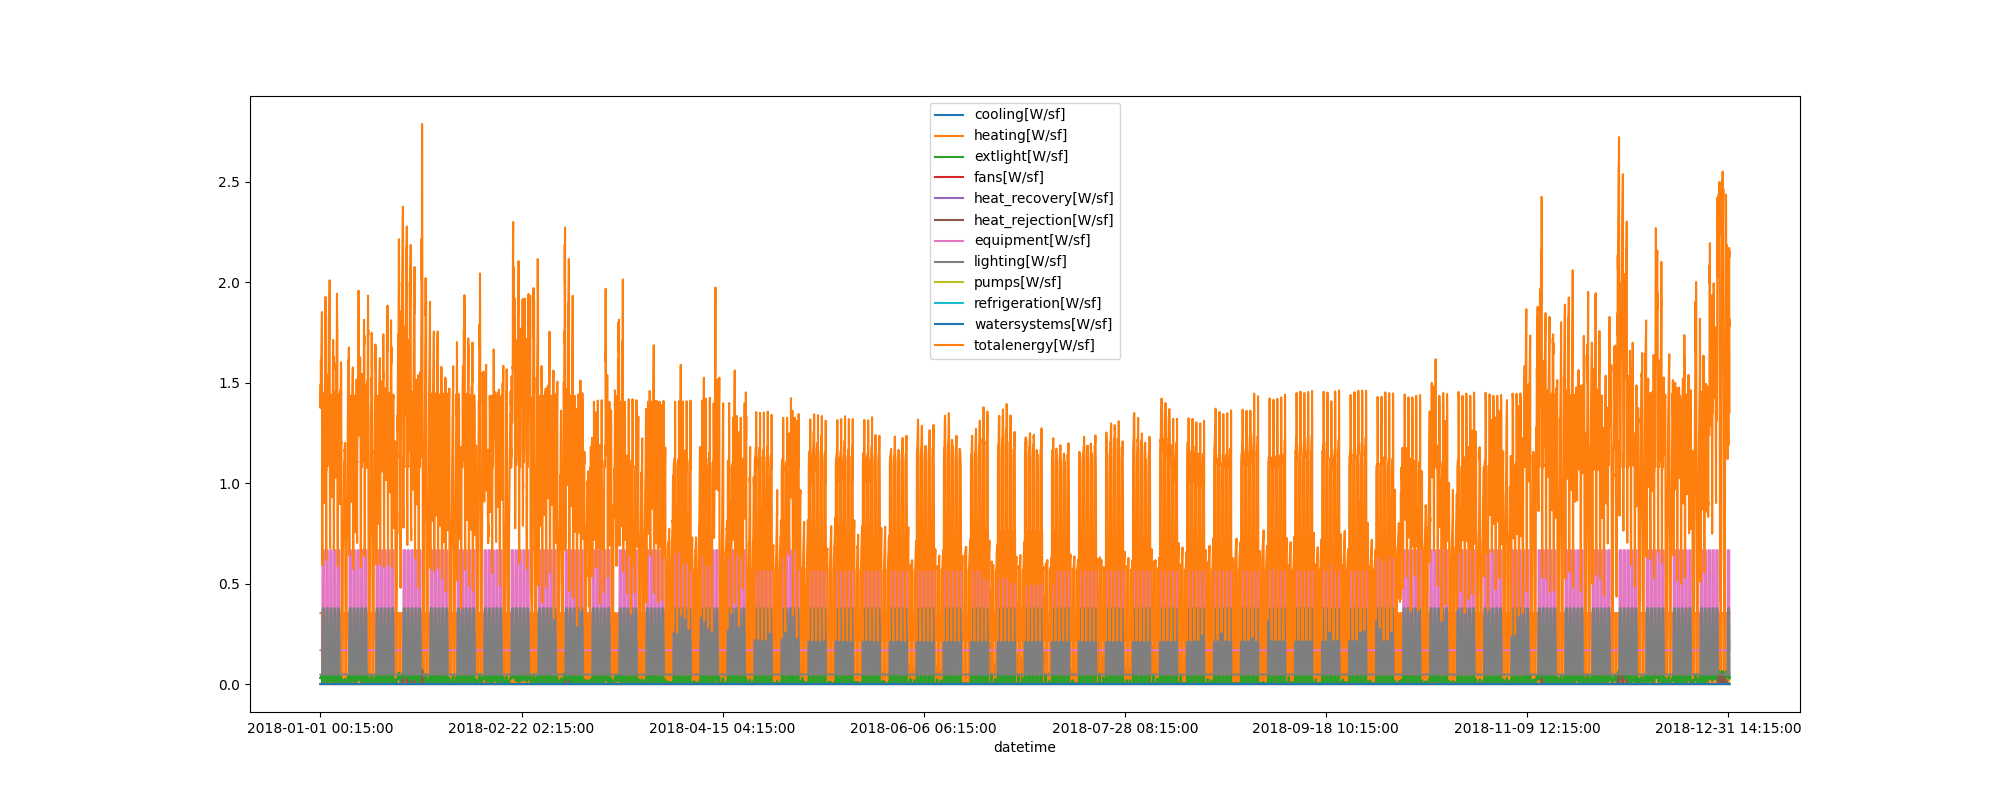 cooling[W/sf]
heating[W/sf]
extlight[W/sf]
fans[W/sf]
heat_recovery[W/sf]
heat_rejection[W/sf]
equipment[W/sf]
lighting[W/sf]
pumps[W/sf]
refrigeration[W/sf]
watersystems[W/sf]
totalenergy[W/sf]
2.5
2.0
1.5
1.0
0.5
0.0
2018-01-01 00:15:00 2018-02-22 02:15:00 2018-04-15 04:15:00 2018-06-06 06:15:00 2018-07-28 08:15:00 2018-09-18 10:15:00 2018-11-09 12:15:00 2018-12-31 14:15:00
datetime